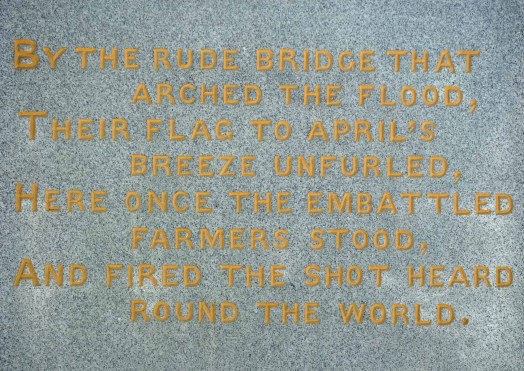 BY THE RUDE BRIDGE THAT
ARCHED THE FLOOD,
THEIR FLAG TO APRIL'S
BREEZE UNFURLED,
HERE ONCE THE EMBATTLED
FARMERS STOOD,
AND FIRED THE SHOT HEARD
ROUND THE WORLD.